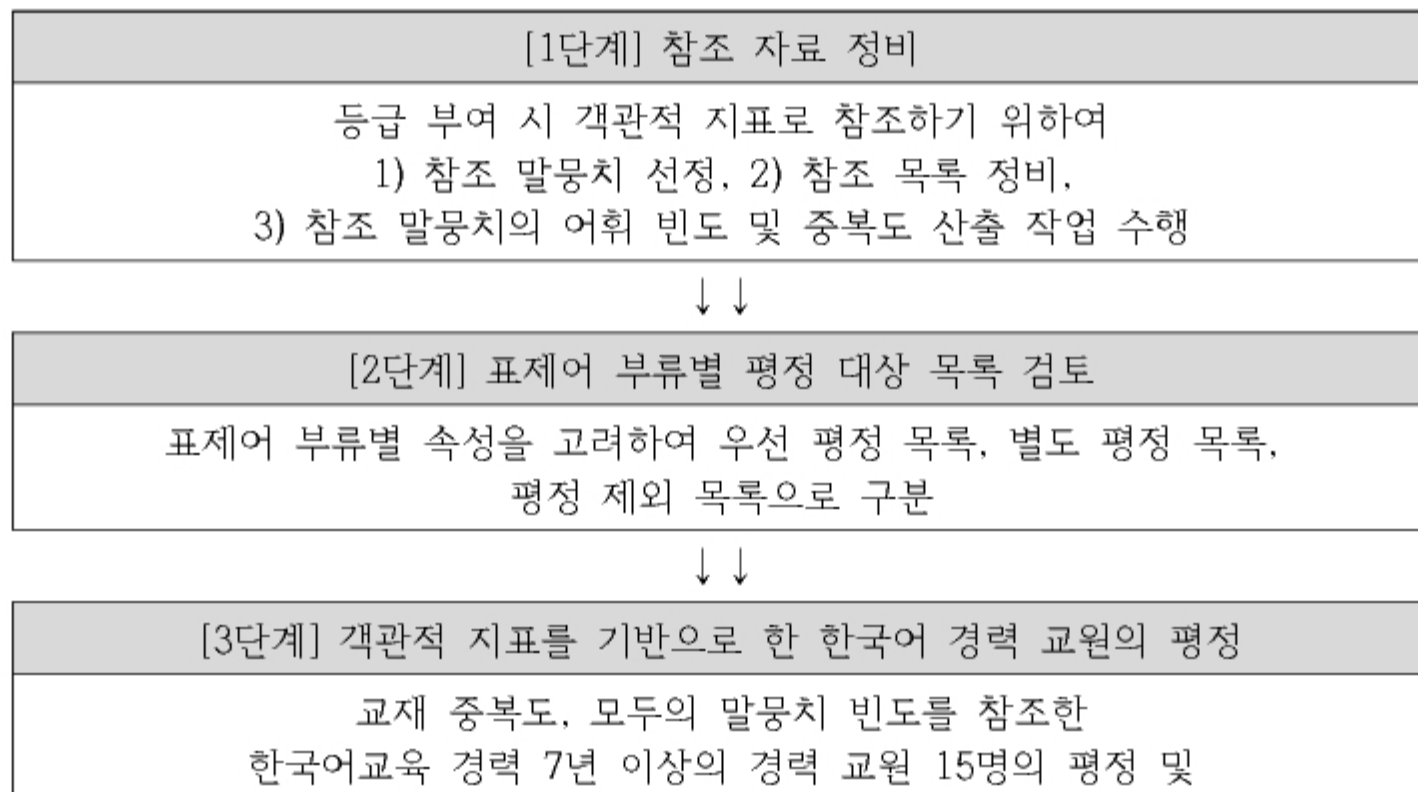 [1단계] 참조 자료 정비
등급 부여 시 객관적 지표로 참조하기 위하여
1) 참조 말뭉치 선정, 2) 참조 목록 정비,
3) 참조 말뭉치의 어휘 빈도 및 중복도 산출 작업 수행
↓↓
[2단계] 표제어 부류별 평정 대상 목록 검토
표제어 부류별 속성을 고려하여 우선 평정 목록, 별도 평정 목록,
평정 제외 목록으로 구분
↓↓
[3단계] 객관적 지표를 기반으로 한 한국어 경력 교원의 평정
교재 중복도, 모두의 말뭉치 빈도를 참조한
한국어교육 경력 7년 이상의 경력 교원 15명의 평정 및